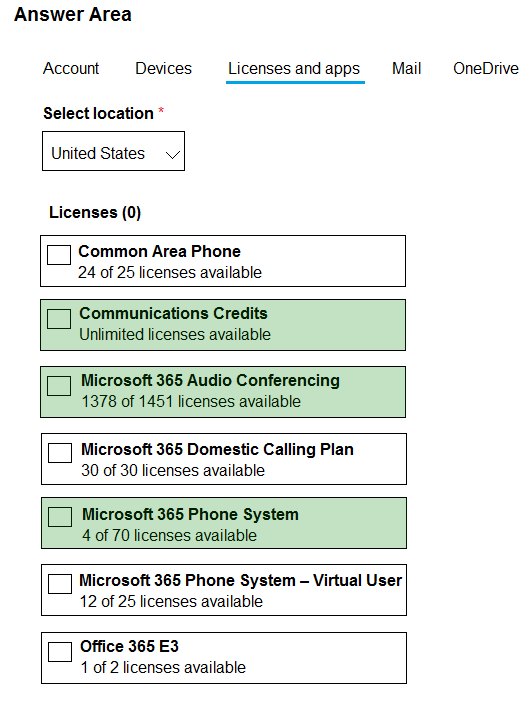 Answer Area
Account Devices Licenses and apps Mail OneDrive
Select location *
United States
Licenses (0)
Common Area Phone
24 of 25 licenses available
Communications Credits
Unlimited licenses available
Microsoft 365 Audio Conferencing
1378 of 1451 licenses available
Microsoft 365 Domestic Calling Plan
30 of 30 licenses available
Microsoft 365 Phone System
4 of 70 licenses available
Microsoft 365 Phone System – Virtual User
12 of 25 licenses available
Office 365 E3
1 of 2 licenses available